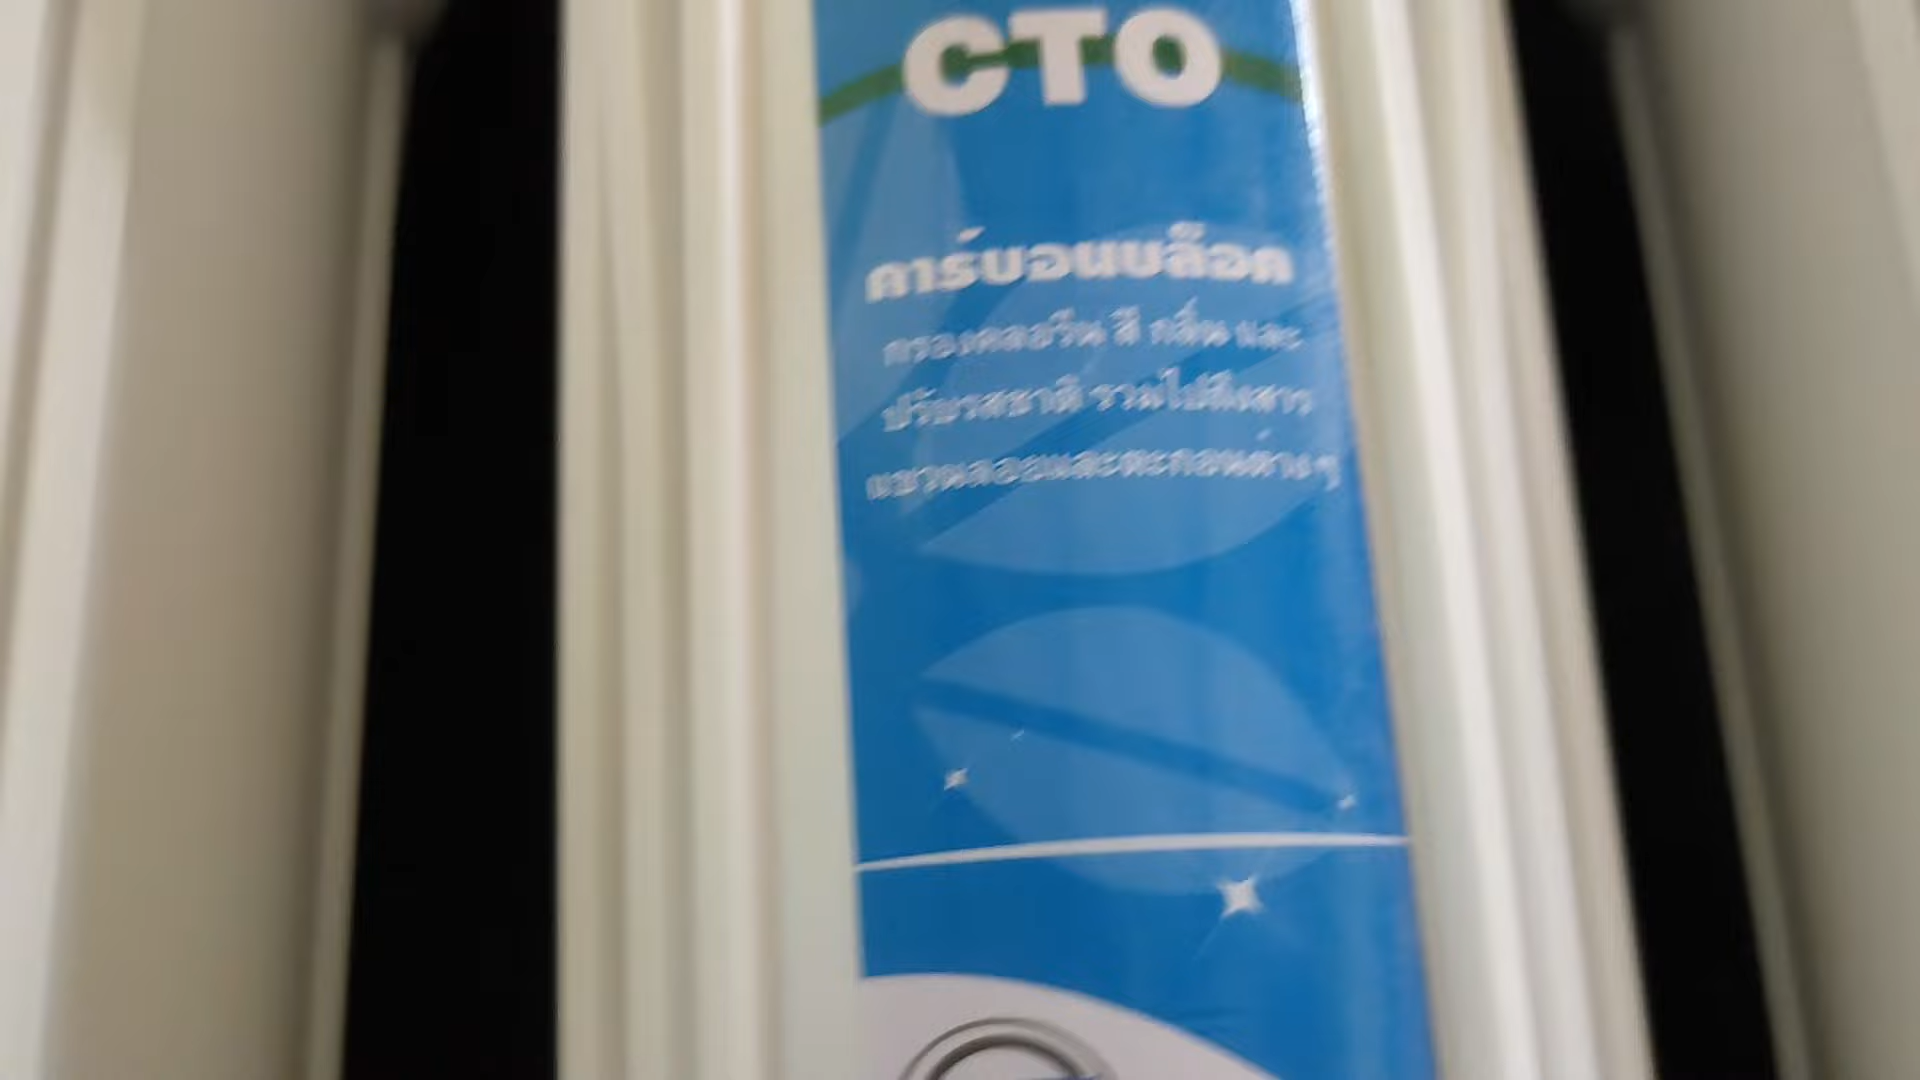 CTO
คาร์บอนบล็อค
กรองคลอรีน สี กลิ่น และ
ปรับรสชาติ รวมไปถึงสาร
แขวนลอยและตะกอนต่างๆ